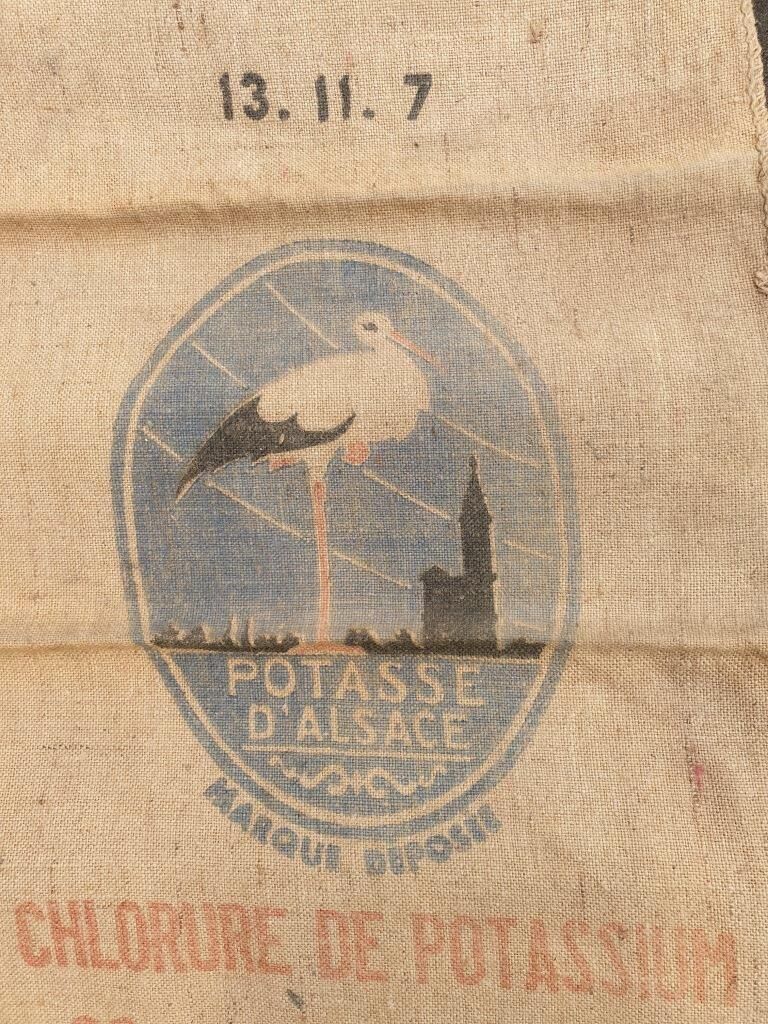 13. 11. 7
POTASSE
D'ALSACE
MARQUE DÉPOSÉE
CHLORURE DE POTASSIUM